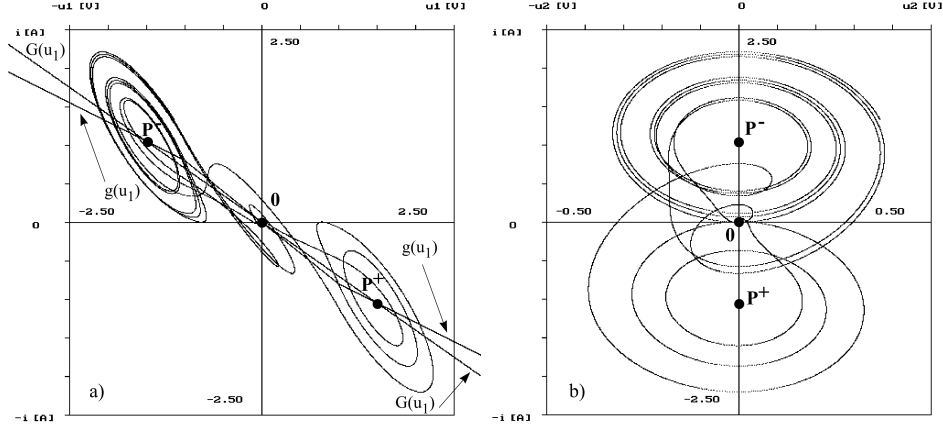 -u1 [V] 0 u1 [V]
i [A]
2.50
G(u1)
P-
g(u1)
0
-2.50
0
2.50
g(u1)
P+
a)
-2.50
-i [A]
G(u1)
-u2 [V] 0 u2 [V]
i [A]
2.50
P-
0
-0.50
0.50
0
P+
b)
-2.50
-i [A]